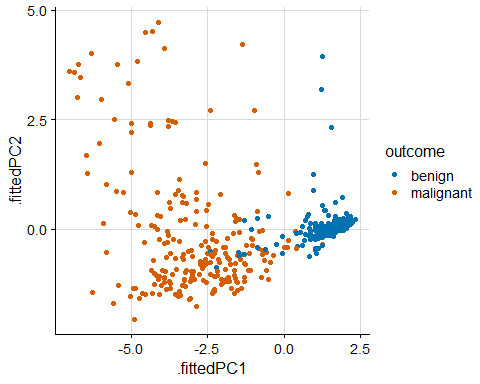 5.0
2.5
0.0
.fittedPC2
-5.0
-2.5
0.0
2.5
.fittedPC1
outcome
benign
malignant